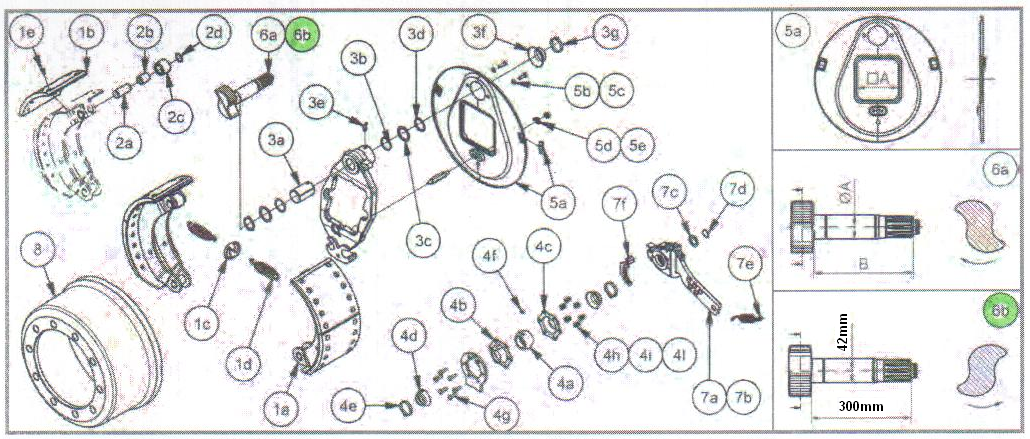 1e 1b 2b 2d 6a 6b 3b 3d 3f 3g
2a 2c 3e 5b 5c
3a 5d 5e
3c 5a 7f 7c 7d
8 1c 1d 4f 4c 7e
4d 4b
1a 4e 4g 4a 4h 4i 4l 7a 7b
5a
□A
6a
ØA
B
6b
42mm
300mm